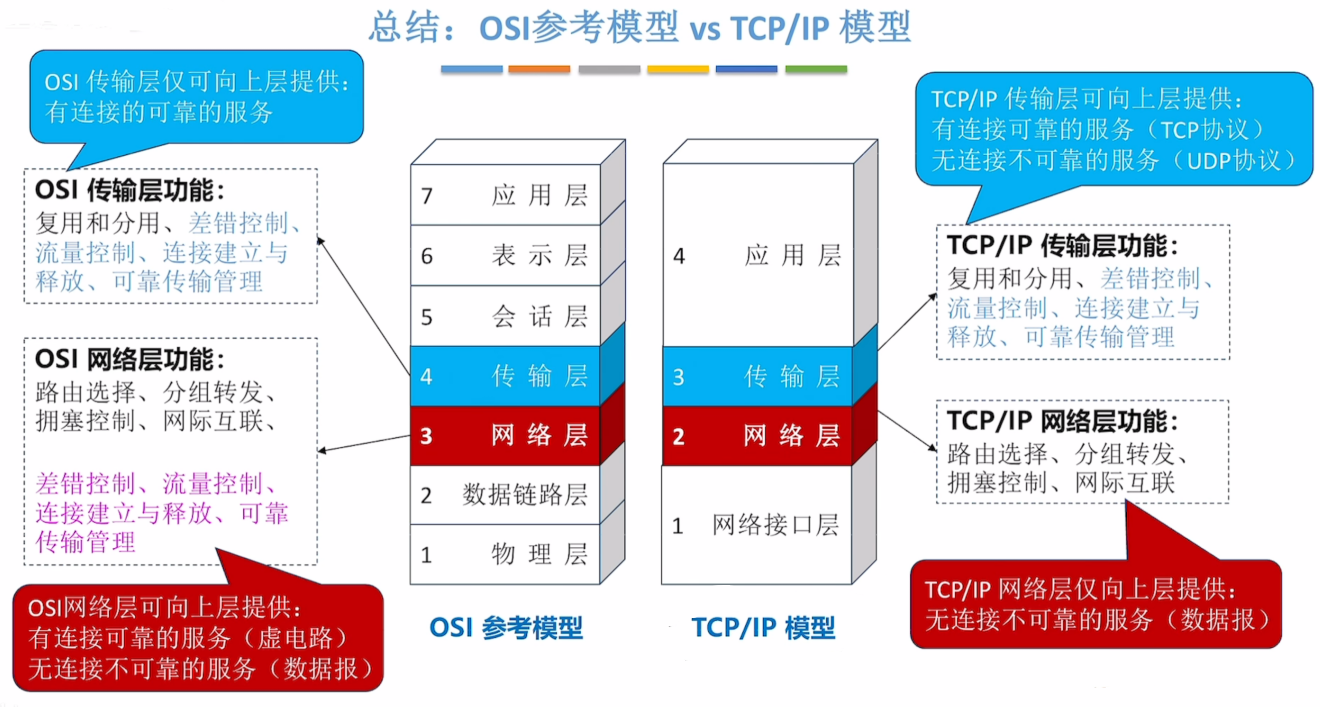 总结：OSI参考模型 vs TCP/IP 模型
OSI 传输层仅可向上层提供：
有连接的可靠的服务
OSI 传输层功能：
复用和分用、差错控制、
流量控制、连接建立与
释放、可靠传输管理
OSI 网络层功能：
路由选择、分组转发、
拥塞控制、网际互联、
差错控制、流量控制、
连接建立与释放、可靠
传输管理
OSI网络层可向上层提供：
有连接可靠的服务（虚电路）
无连接不可靠的服务（数据报）
7 应用层
6 表示层
5 会话层
4 传输层
3 网络层
2 数据链路层
1 物理层
OSI 参考模型
4 应用层
3 传输层
2 网络层
1 网络接口层
TCP/IP 模型
TCP/IP 传输层可向上层提供：
有连接可靠的服务（TCP协议）
无连接不可靠的服务（UDP协议）
TCP/IP 传输层功能：
复用和分用、差错控制、
流量控制、连接建立与
释放、可靠传输管理
TCP/IP 网络层功能：
路由选择、分组转发、
拥塞控制、网际互联
TCP/IP 网络层仅向上层提供：
无连接不可靠的服务（数据报）